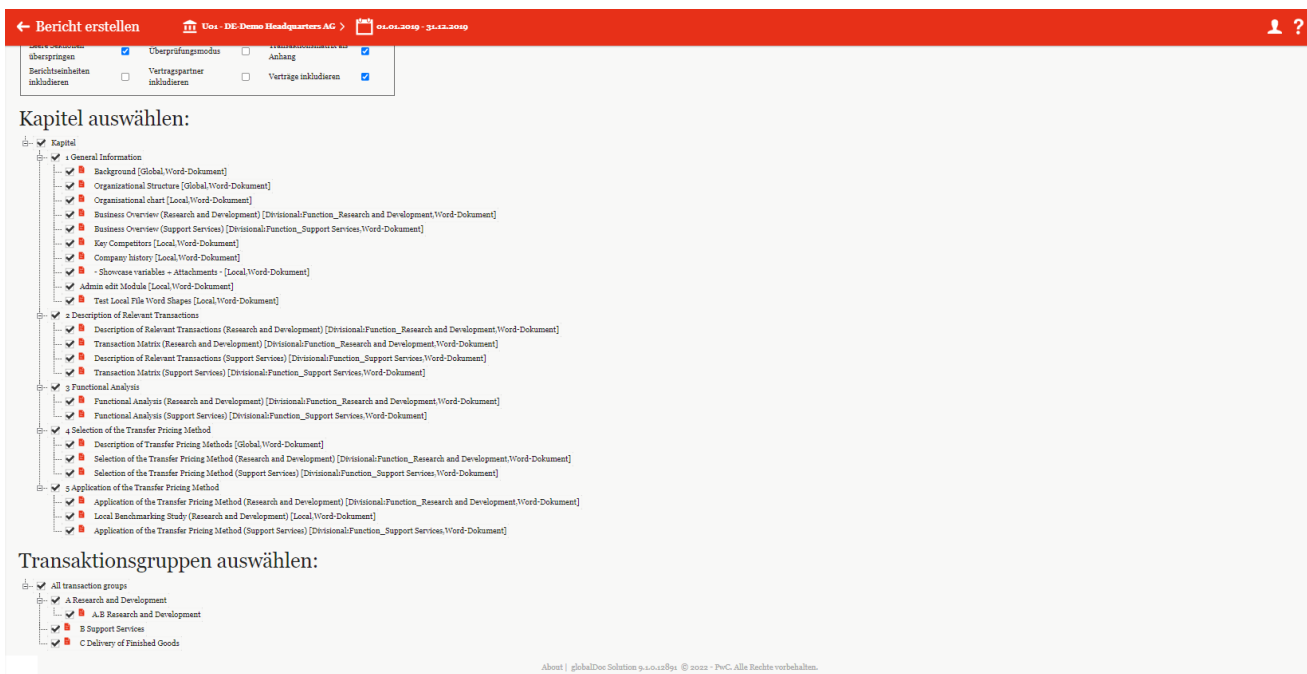 ← Bericht erstellen U01 - DE-Demo Headquarters AG > 01.01.2019 - 31.12.2019 ?
Leere Sektionen überspringen Überprüfungsmodus Transaktionsmatrix als Anhang
Berichtseinheiten inkludieren Vertragspartner inkludieren Verträge inkludieren
Kapitel auswählen:
Kapitel
1 General Information
Background [Global,Word-Dokument]
Organizational Structure [Global,Word-Dokument]
Organisational chart [Local,Word-Dokument]
Business Overview (Research and Development) [Divisional:Function_Research and Development,Word-Dokument]
Business Overview (Support Services) [Divisional:Function_Support Services,Word-Dokument]
Key Competitors [Local,Word-Dokument]
Company history [Local,Word-Dokument]
- Showcase variables + Attachments - [Local,Word-Dokument]
Admin edit Module [Local,Word-Dokument]
Test Local File Word Shapes [Local,Word-Dokument]
2 Description of Relevant Transactions
Description of Relevant Transactions (Research and Development) [Divisional:Function_Research and Development,Word-Dokument]
Transaction Matrix (Research and Development) [Divisional:Function_Research and Development,Word-Dokument]
Description of Relevant Transactions (Support Services) [Divisional:Function_Support Services,Word-Dokument]
Transaction Matrix (Support Services) [Divisional:Function_Support Services,Word-Dokument]
3 Functional Analysis
Functional Analysis (Research and Development) [Divisional:Function_Research and Development,Word-Dokument]
Functional Analysis (Support Services) [Divisional:Function_Support Services,Word-Dokument]
4 Selection of the Transfer Pricing Method
Description of Transfer Pricing Methods [Global,Word-Dokument]
Selection of the Transfer Pricing Method (Research and Development) [Divisional:Function_Research and Development,Word-Dokument]
Selection of the Transfer Pricing Method (Support Services) [Divisional:Function_Support Services,Word-Dokument]
5 Application of the Transfer Pricing Method
Application of the Transfer Pricing Method (Research and Development) [Divisional:Function_Research and Development,Word-Dokument]
Local Benchmarking Study (Research and Development) [Local,Word-Dokument]
Application of the Transfer Pricing Method (Support Services) [Divisional:Function_Support Services,Word-Dokument]
Transaktionsgruppen auswählen:
All transaction groups
A Research and Development
A.B Research and Development
B Support Services
C Delivery of Finished Goods
About | globalDoc Solution 9.1.0.12891 © 2022 - PwC. Alle Rechte vorbehalten.